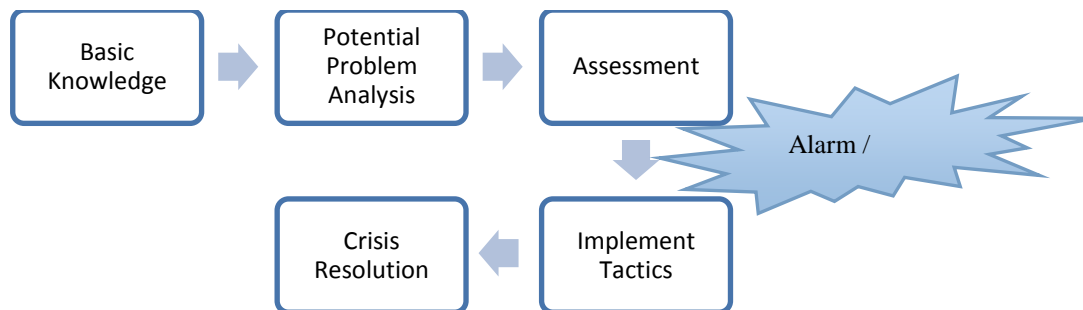 Basic
Knowledge
Potential
Problem
Analysis
Assessment
Alarm /
Implement
Tactics
Crisis
Resolution